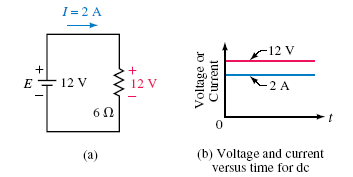 I = 2 A
+
E
12 V
−
+
12 V
−
6 Ω
(a)
Voltage or
Current
12 V
2 A
0
t
(b) Voltage and current
versus time for dc